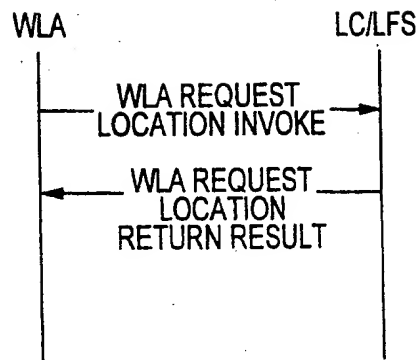 WLA LC/LFS
WLA REQUEST
LOCATION INVOKE
WLA REQUEST
LOCATION
RETURN RESULT